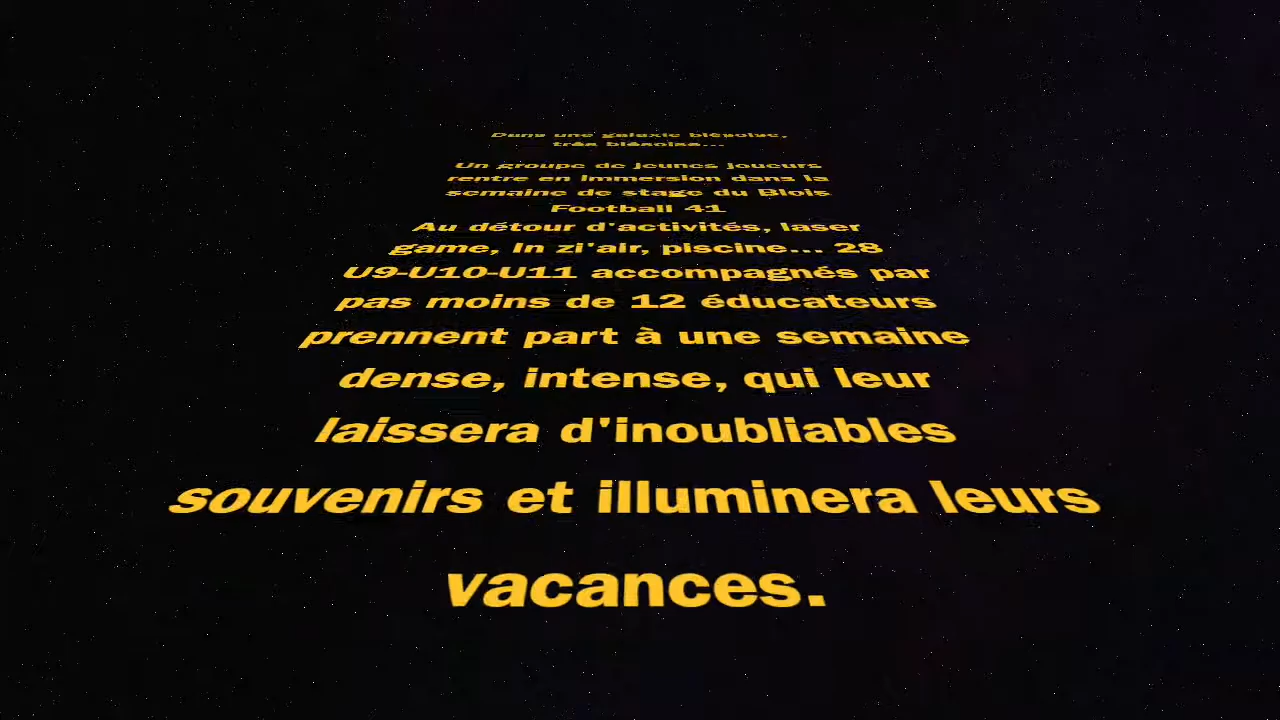 Dans une galaxie blésoise,
très blésoise...
Un groupe de jeunes joueurs
rentre en immersion dans la
semaine de stage du Blois
Football 41
Au détour d'activités, laser
game, In zi'air, piscine... 28
U9-U10-U11 accompagnés par
pas moins de 12 éducateurs
prennent part à une semaine
dense, intense, qui leur
laissera d'inoubliables
souvenirs et illuminera leurs
vacances.